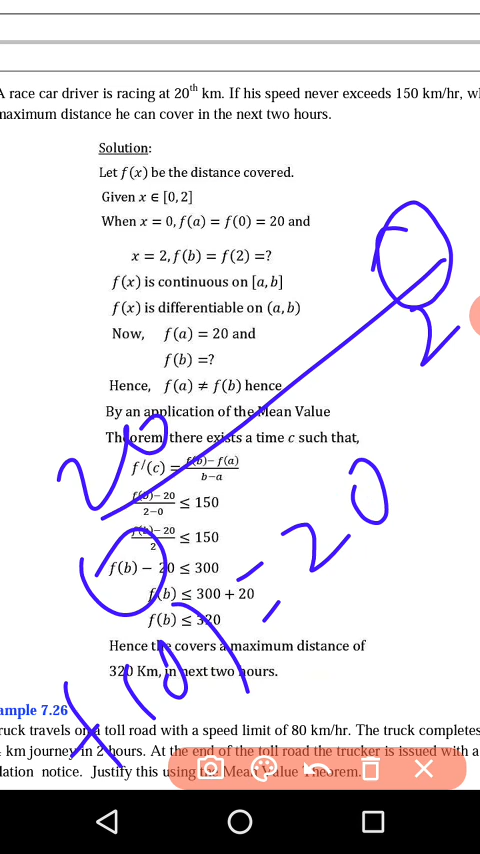 A race car driver is racing at 20th km. If his speed never exceeds 150 km/hr,
maximum distance he can cover in the next two hours.
Solution:
Let f(x) be the distance covered.
Given x ∈ [0,2]
When x = 0, f(a) = f(0) = 20 and
x = 2, f(b) = f(2) =?
f(x) is continuous on [a, b]
f(x) is differentiable on (a, b)
Now, f(a) = 20 and
f(b) =?
Hence, f(a) ≠ f(b) hence
By an application of the Mean Value
Theorem, there exists a time c such that,
f′(c) = f(b)− f(a) / b−a
f(b)− 20 / 2−0 ≤ 150
f(b)− 20 / 2 ≤ 150
f(b) − 20 ≤ 300
f(b) ≤ 300 + 20
f(b) ≤ 320
Hence the covers a maximum distance of
320 Km, in next two hours.
ample 7.26
ruck travels on a toll road with a speed limit of 80 km/hr. The truck completes
km journey in 2 hours. At the end of the toll road the trucker is issued with a
lation notice. Justify this using the Mean Value Theorem.
20
2
f(0) = 20